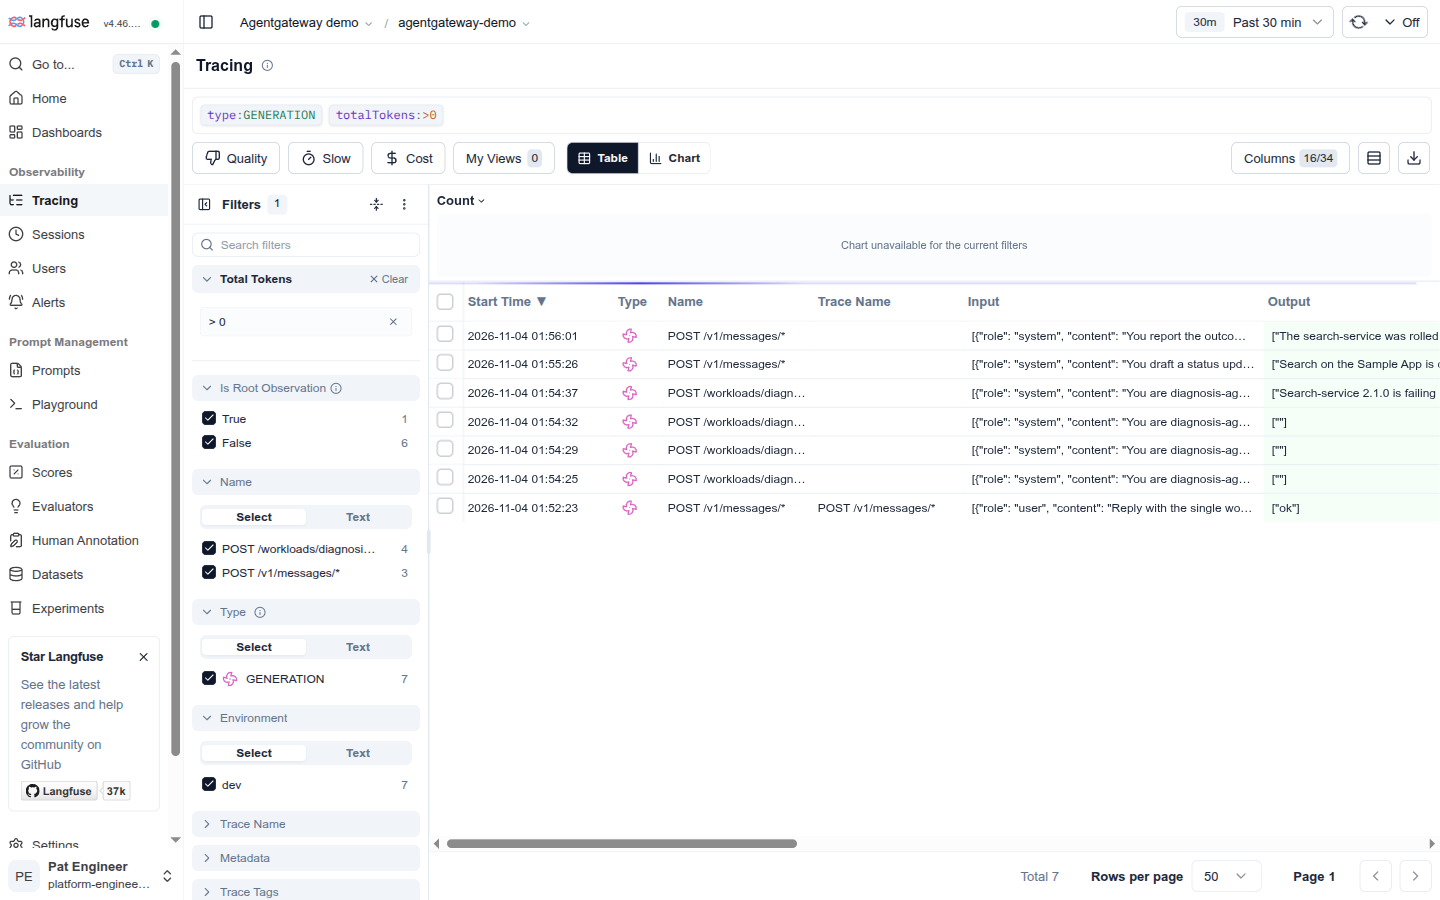 langfuse v4.46....
Agentgateway demo / agentgateway-demo
30m Past 30 min
Off
Go to... Ctrl K
Home
Dashboards
Observability
Tracing
Sessions
Users
Alerts
Prompt Management
Prompts
Playground
Evaluation
Scores
Evaluators
Human Annotation
Datasets
Experiments
Star Langfuse
See the latest
releases and help
grow the
community on
GitHub
Langfuse 37k
Settings
PE Pat Engineer
platform-enginee...
Tracing
type:GENERATION totalTokens:>0
Quality Slow Cost My Views 0 Table Chart
Columns 16/34
Filters 1
Search filters
Total Tokens Clear
> 0
Is Root Observation
True 1
False 6
Name
Select Text
POST /workloads/diagnosi... 4
POST /v1/messages/* 3
Type
Select Text
GENERATION 7
Environment
Select Text
dev 7
Trace Name
Metadata
Trace Tags
Count
Chart unavailable for the current filters
Start Time ▼ Type Name Trace Name Input Output
2026-11-04 01:56:01 POST /v1/messages/* [{"role": "system", "content": "You report the outco... ["The search-service was rolled
2026-11-04 01:55:26 POST /v1/messages/* [{"role": "system", "content": "You draft a status upd... ["Search on the Sample App is
2026-11-04 01:54:37 POST /workloads/diagn... [{"role": "system", "content": "You are diagnosis-ag... ["Search-service 2.1.0 is failing
2026-11-04 01:54:32 POST /workloads/diagn... [{"role": "system", "content": "You are diagnosis-ag... [""]
2026-11-04 01:54:29 POST /workloads/diagn... [{"role": "system", "content": "You are diagnosis-ag... [""]
2026-11-04 01:54:25 POST /workloads/diagn... [{"role": "system", "content": "You are diagnosis-ag... [""]
2026-11-04 01:52:23 POST /v1/messages/* POST /v1/messages/* [{"role": "user", "content": "Reply with the single wo... ["ok"]
Total 7 Rows per page 50 Page 1